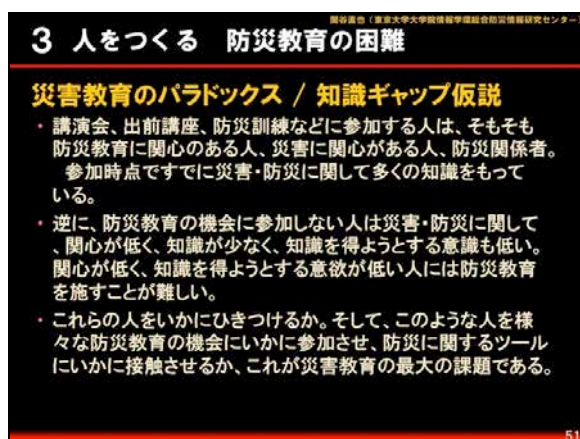 関谷直也（東京大学大学院情報学環総合防災情報研究センター）
3 人をつくる 防災教育の困難
災害教育のパラドックス / 知識ギャップ仮説
・講演会、出前講座、防災訓練などに参加する人は、そもそも
防災教育に関心のある人、災害に関心がある人、防災関係者。
参加時点ですでに災害・防災に関して多くの知識をもって
いる。
・逆に、防災教育の機会に参加しない人は災害・防災に関して
、関心が低く、知識が少なく、知識を得ようとする意識も低い。
関心が低く、知識を得ようとする意欲が低い人には防災教育
を施すことが難しい。
・これらの人をいかにひきつけるか。そして、このような人を様
々な防災教育の機会にいかに参加させ、防災に関するツール
にいかに接触させるか、これが災害教育の最大の課題である。
51